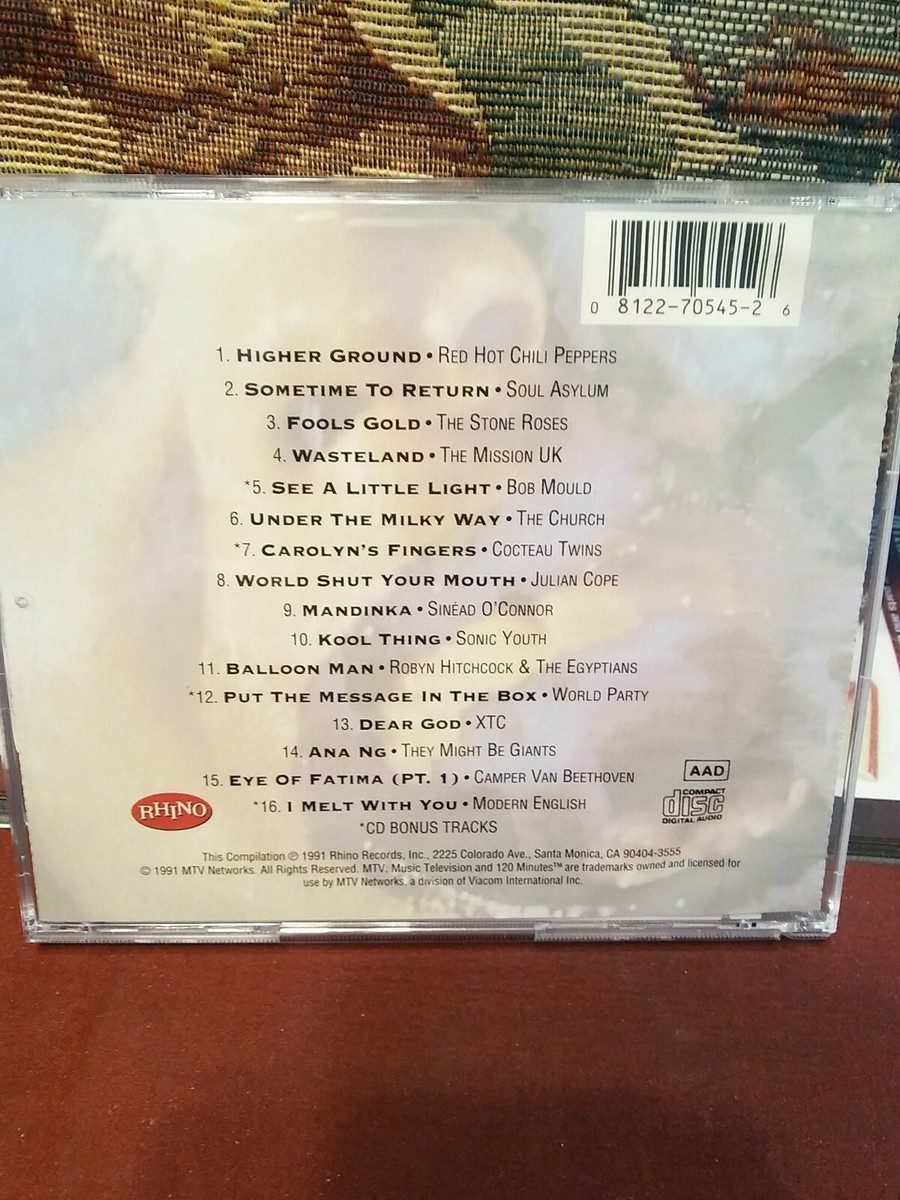 0 8122-70545-2 6
1. HIGHER GROUND • RED HOT CHILI PEPPERS
2. SOMETIME TO RETURN • SOUL ASYLUM
3. FOOLS GOLD • THE STONE ROSES
4. WASTELAND • THE MISSION UK
*5. SEE A LITTLE LIGHT • BOB MOULD
6. UNDER THE MILKY WAY • THE CHURCH
*7. CAROLYN'S FINGERS • COCTEAU TWINS
8. WORLD SHUT YOUR MOUTH • JULIAN COPE
9. MANDINKA • SINÉAD O'CONNOR
10. KOOL THING • SONIC YOUTH
11. BALLOON MAN • ROBYN HITCHCOCK & THE EGYPTIANS
*12. PUT THE MESSAGE IN THE BOX • WORLD PARTY
13. DEAR GOD • XTC
14. ANA NG • THEY MIGHT BE GIANTS
15. EYE OF FATIMA (PT. 1) • CAMPER VAN BEETHOVEN
*16. I MELT WITH YOU • MODERN ENGLISH
*CD BONUS TRACKS
RHINO
AAD
COMPACT
disc
DIGITAL AUDIO
This Compilation ℗ 1991 Rhino Records, Inc., 2225 Colorado Ave., Santa Monica, CA 90404-3555
© 1991 MTV Networks. All Rights Reserved. MTV: Music Television and 120 Minutes™ are trademarks owned and licensed for
use by MTV Networks, a division of Viacom International Inc.